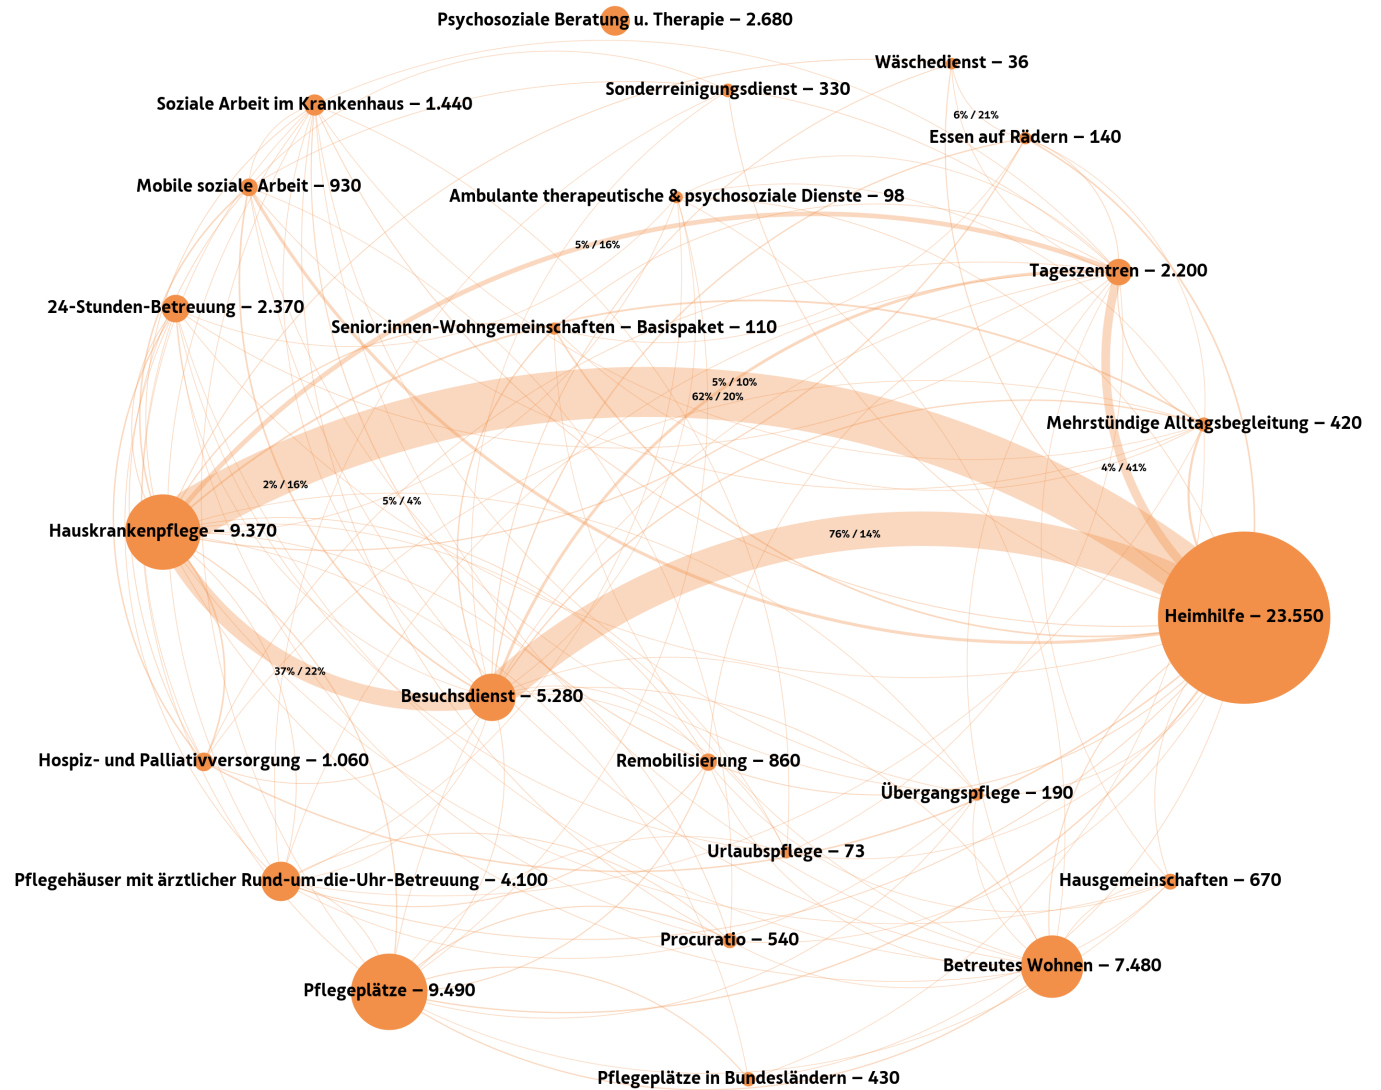 Psychosoziale Beratung u. Therapie – 2.680
Wäschedienst – 36
Sonderreinigungsdienst – 330
Soziale Arbeit im Krankenhaus – 1.440
6% / 21%
Essen auf Rädern – 140
Mobile soziale Arbeit – 930
Ambulante therapeutische & psychosoziale Dienste – 98
5% / 16%
Tageszentren – 2.200
24-Stunden-Betreuung – 2.370
Senior:innen-Wohngemeinschaften – Basispaket – 110
5% / 10%
62% / 20%
Mehrstündige Alltagsbegleitung – 420
4% / 41%
2% / 16%
5% / 4%
Hauskrankenpflege – 9.370
76% / 14%
Heimhilfe – 23.550
37% / 22%
Besuchsdienst – 5.280
Hospiz- und Palliativversorgung – 1.060
Remobilisierung – 860
Übergangspflege – 190
Urlaubspflege – 73
Pflegehäuser mit ärztlicher Rund-um-die-Uhr-Betreuung – 4.100
Hausgemeinschaften – 670
Procuratio – 540
Betreutes Wohnen – 7.480
Pflegeplätze – 9.490
Pflegeplätze in Bundesländern – 430